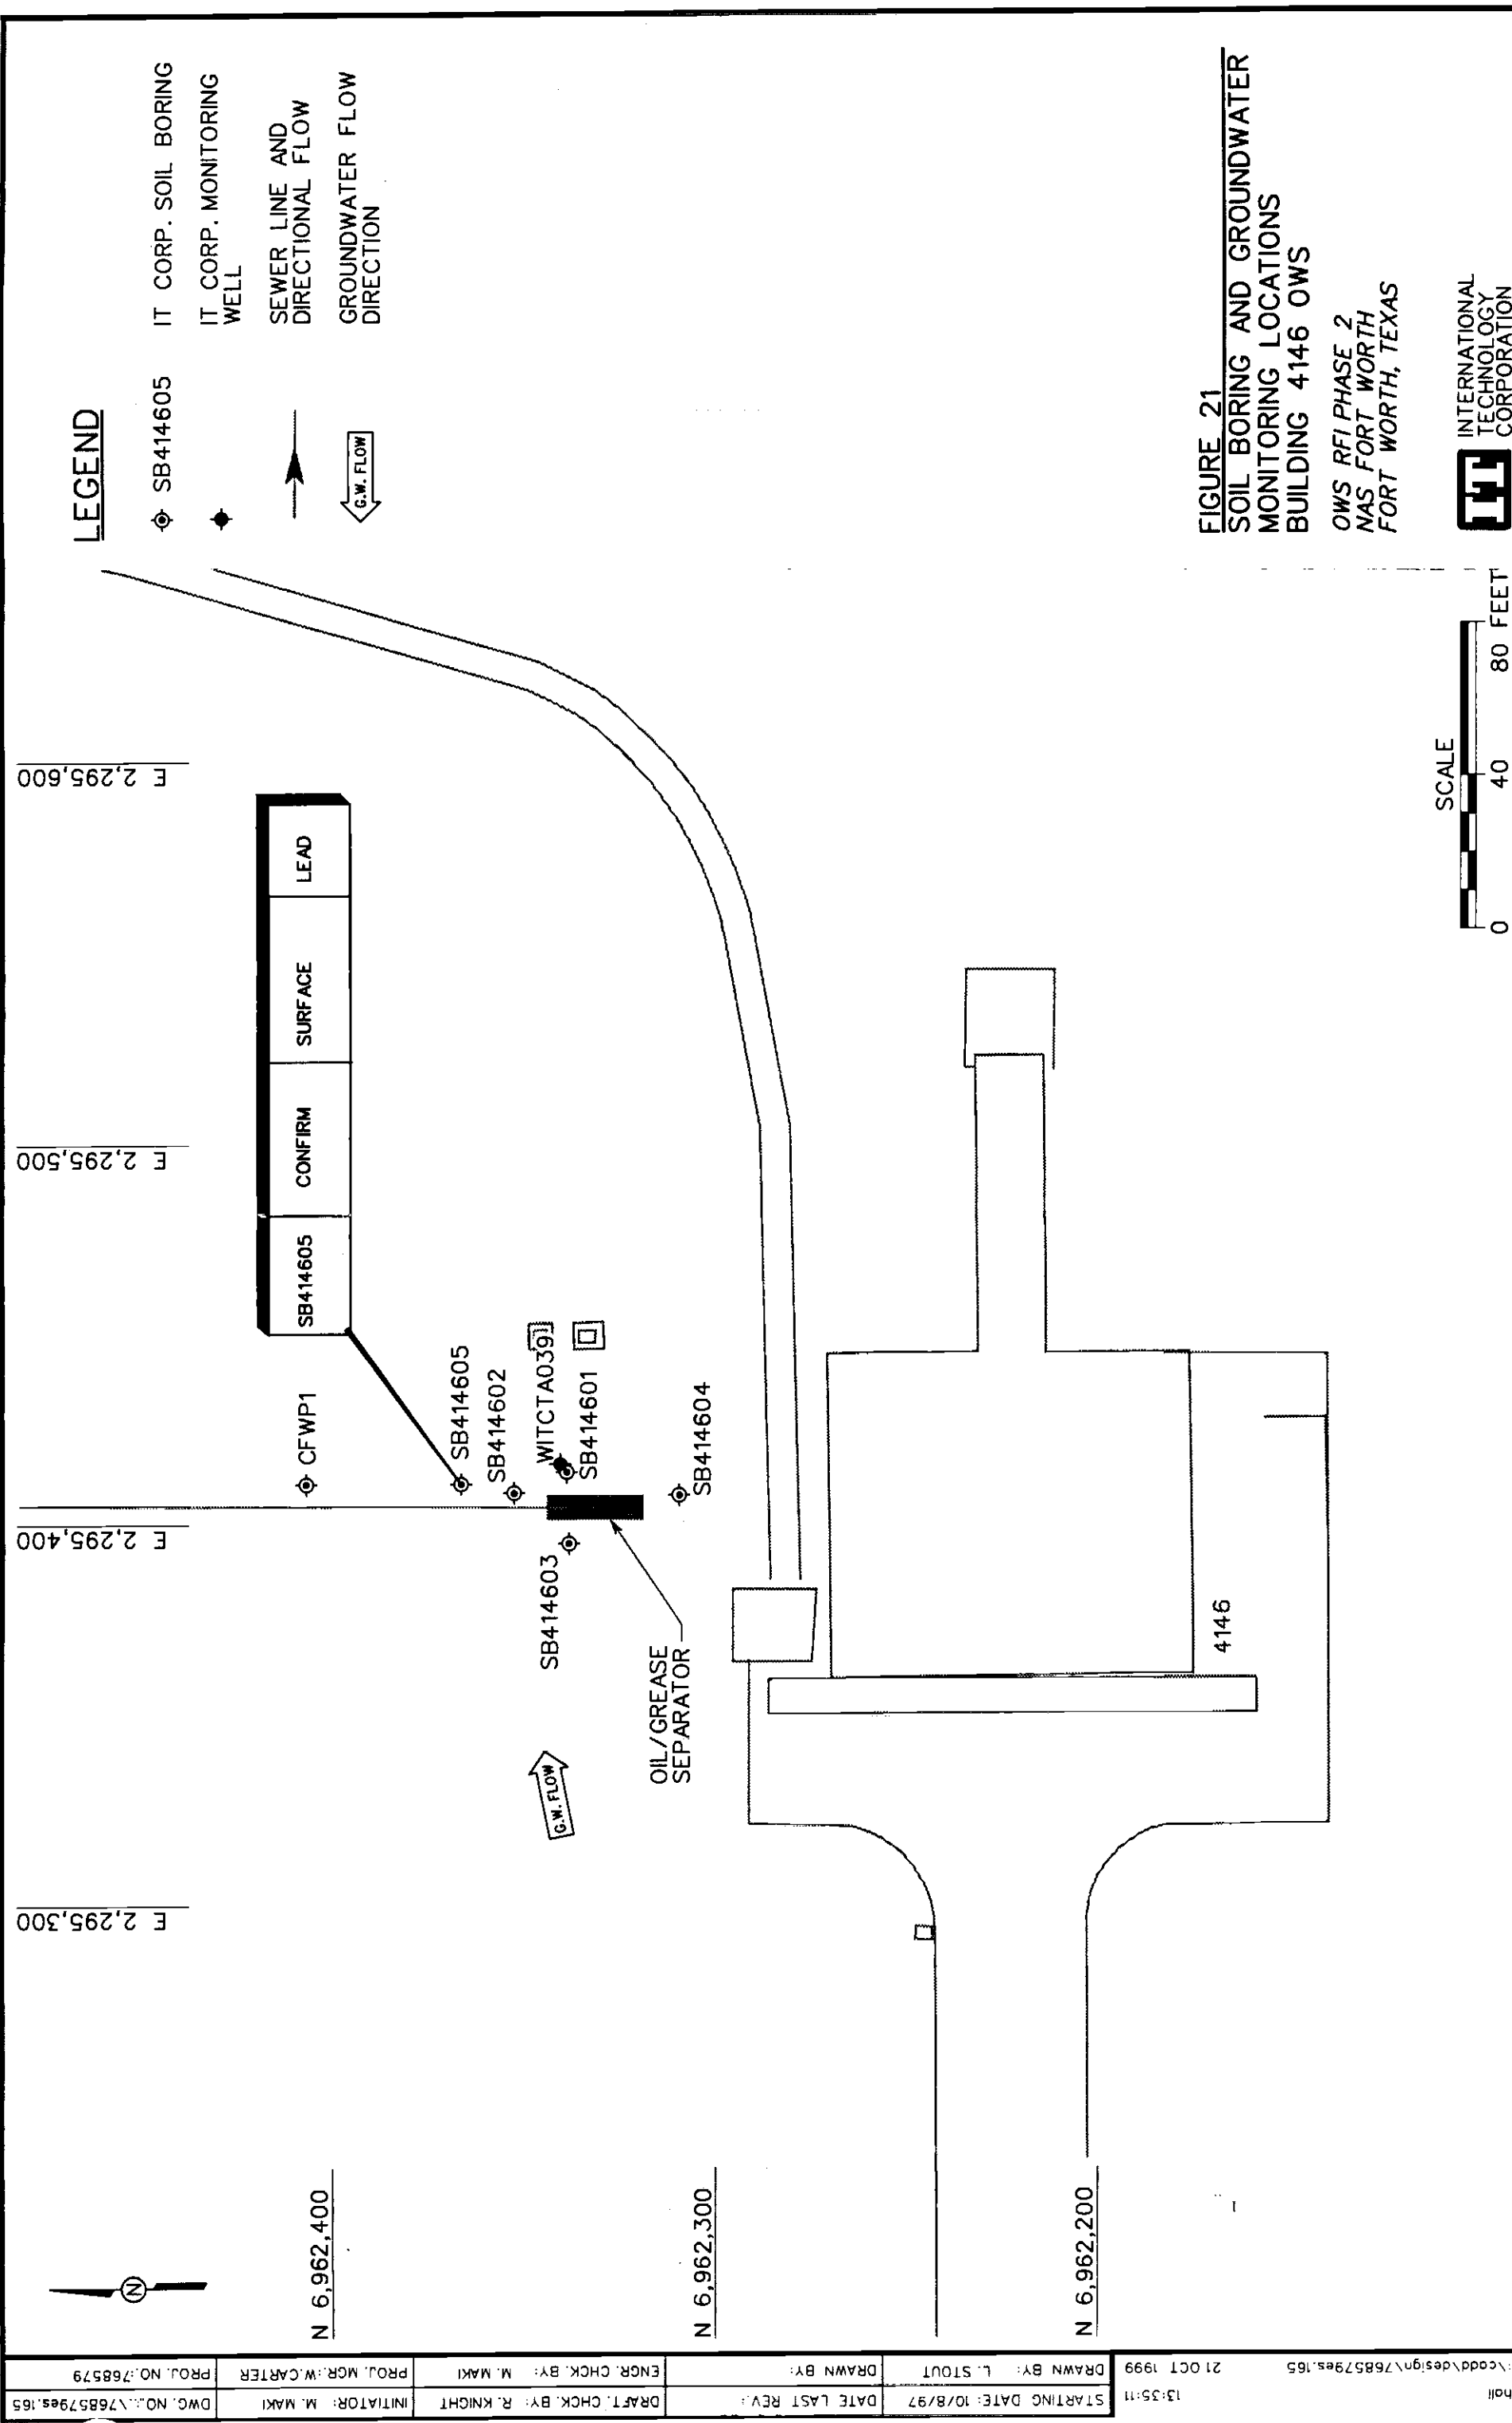 LEGEND
SB414605
IT CORP. SOIL BORING
IT CORP. MONITORING
WELL
SEWER LINE AND
DIRECTIONAL FLOW
G.W. FLOW
GROUNDWATER FLOW
DIRECTION
E 2,295,300
E 2,295,400
E 2,295,500
E 2,295,600
N
N 6,962,400
N 6,962,300
N 6,962,200
SB414605
CONFIRM
SURFACE
LEAD
CFWP1
SB414605
SB414602
WITCTA039
SB414601
SB414603
SB414604
OIL/GREASE
SEPARATOR
G.W. FLOW
4146
FIGURE 21
SOIL BORING AND GROUNDWATER
MONITORING LOCATIONS
BUILDING 4146 OWS
OWS RFI PHASE 2
NAS FORT WORTH
FORT WORTH, TEXAS
SCALE
0 40 80 FEET
INTERNATIONAL
TECHNOLOGY
CORPORATION
DWG. NO.:..\768579es.165
PROJ. NO.:768579
INITIATOR: M. MAKI
PROJ. MGR.:W.CARTER
DRAFT. CHCK. BY: R. KNIGHT
ENGR. CHCK. BY: M. MAKI
DATE LAST REV.:
DRAWN BY:
STARTING DATE: 10/8/97
DRAWN BY: L. STOUT
13:35:11
21 OCT 1999
:\cadd\design\768579es.165